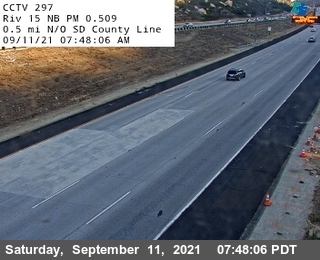 CCTV 297
Riv 15 NB PM 0.509
0.5 mi N/O SD County Line
09/11/21 07:48:06 AM
Saturday, September 11, 2021 07:48:06 PDT